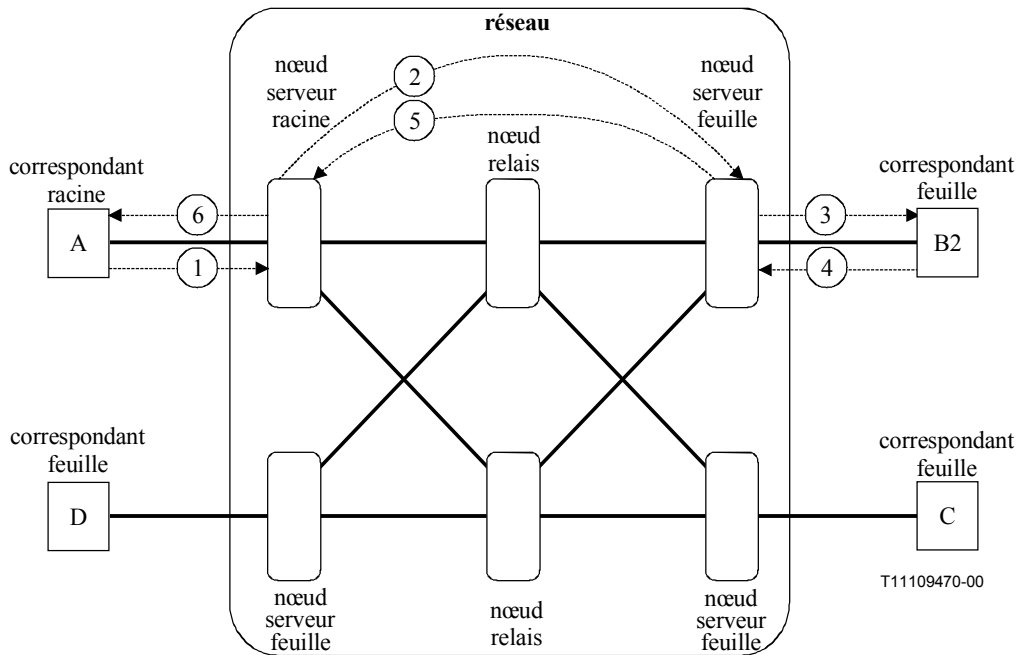 réseau
nœud
serveur
racine
2
5
nœud
serveur
feuille
nœud
relais
correspondant
racine
A
6
1
3
4
correspondant
feuille
B2
correspondant
feuille
D
correspondant
feuille
C
T11109470-00
nœud
serveur
feuille
nœud
relais
nœud
serveur
feuille